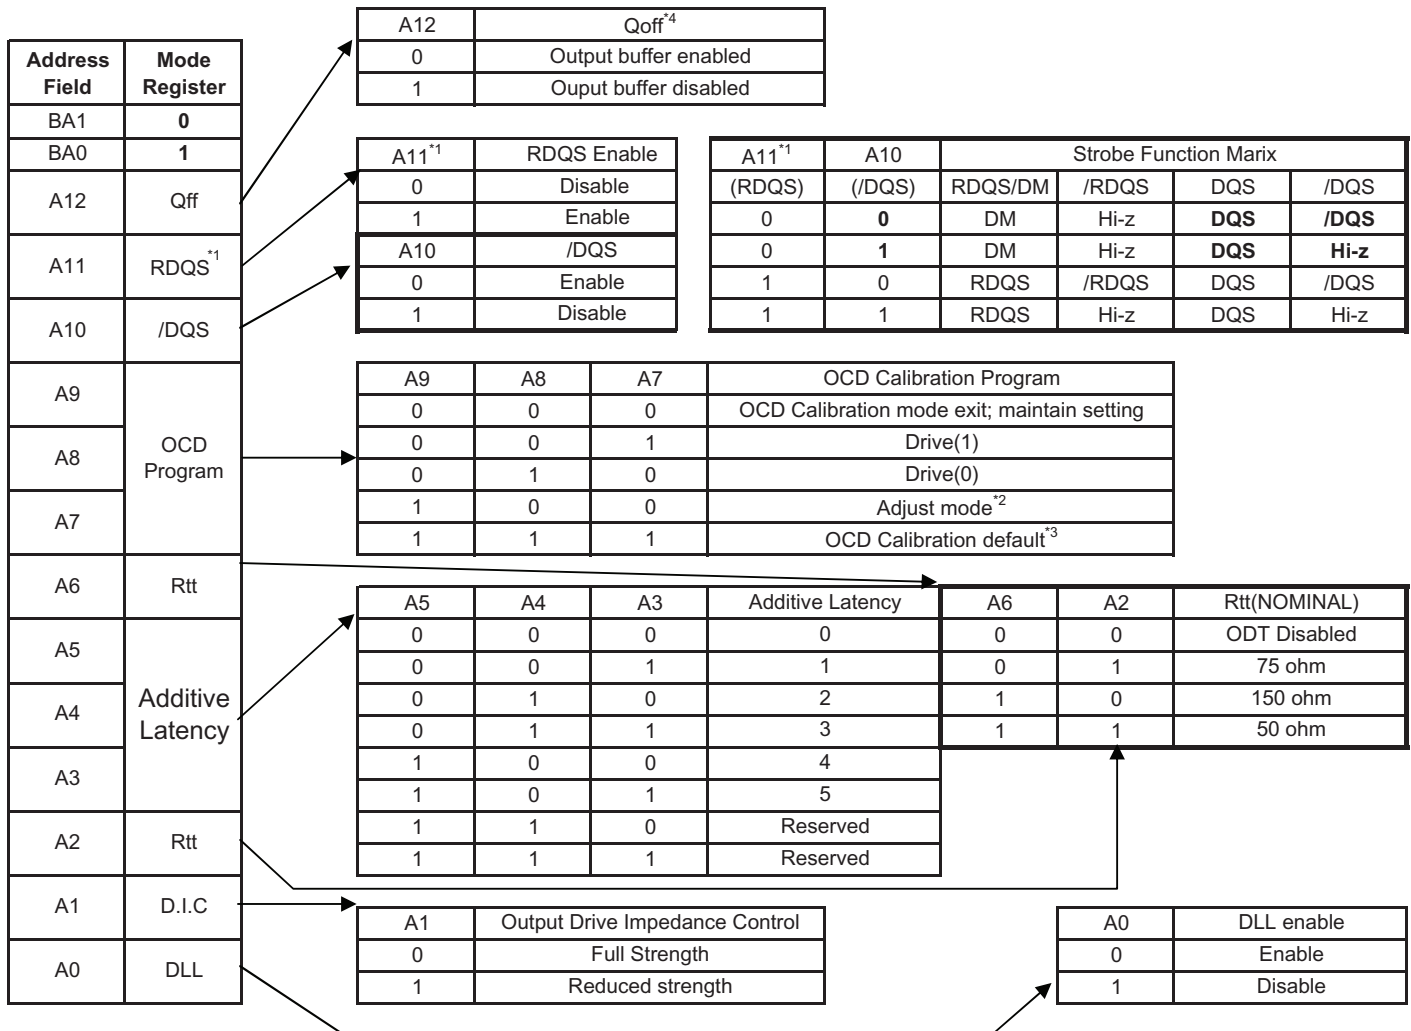 Address Field | Mode Register
BA1 | 0
BA0 | 1
A12 | Qff
A11 | RDQS*1
A10 | /DQS
A9
A8 | OCD Program
A7
A6 | Rtt
A5
A4 | Additive Latency
A3
A2 | Rtt
A1 | D.I.C
A0 | DLL
A12 | Qoff*4
0 | Output buffer enabled
1 | Ouput buffer disabled
A11*1 | RDQS Enable
0 | Disable
1 | Enable
A10 | /DQS
0 | Enable
1 | Disable
A11*1 | A10 | Strobe Function Marix
(RDQS) | (/DQS) | RDQS/DM | /RDQS | DQS | /DQS
0 | 0 | DM | Hi-z | DQS | /DQS
0 | 1 | DM | Hi-z | DQS | Hi-z
1 | 0 | RDQS | /RDQS | DQS | /DQS
1 | 1 | RDQS | Hi-z | DQS | Hi-z
A9 | A8 | A7 | OCD Calibration Program
0 | 0 | 0 | OCD Calibration mode exit; maintain setting
0 | 0 | 1 | Drive(1)
0 | 1 | 0 | Drive(0)
1 | 0 | 0 | Adjust mode*2
1 | 1 | 1 | OCD Calibration default*3
A5 | A4 | A3 | Additive Latency
0 | 0 | 0 | 0
0 | 0 | 1 | 1
0 | 1 | 0 | 2
0 | 1 | 1 | 3
1 | 0 | 0 | 4
1 | 0 | 1 | 5
1 | 1 | 0 | Reserved
1 | 1 | 1 | Reserved
A6 | A2 | Rtt(NOMINAL)
0 | 0 | ODT Disabled
0 | 1 | 75 ohm
1 | 0 | 150 ohm
1 | 1 | 50 ohm
A1 | Output Drive Impedance Control
0 | Full Strength
1 | Reduced strength
A0 | DLL enable
0 | Enable
1 | Disable